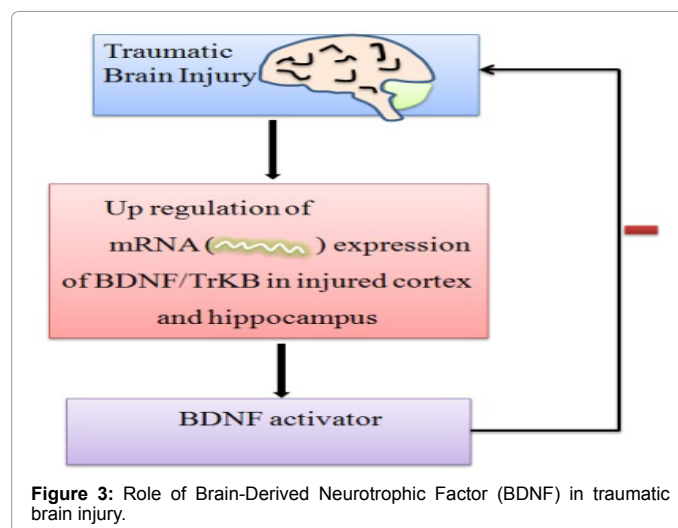 Traumatic
Brain Injury
Up regulation of
mRNA ( ) expression
of BDNF/TrKB in injured cortex
and hippocampus
BDNF activator
Figure 3: Role of Brain-Derived Neurotrophic Factor (BDNF) in traumatic
brain injury.